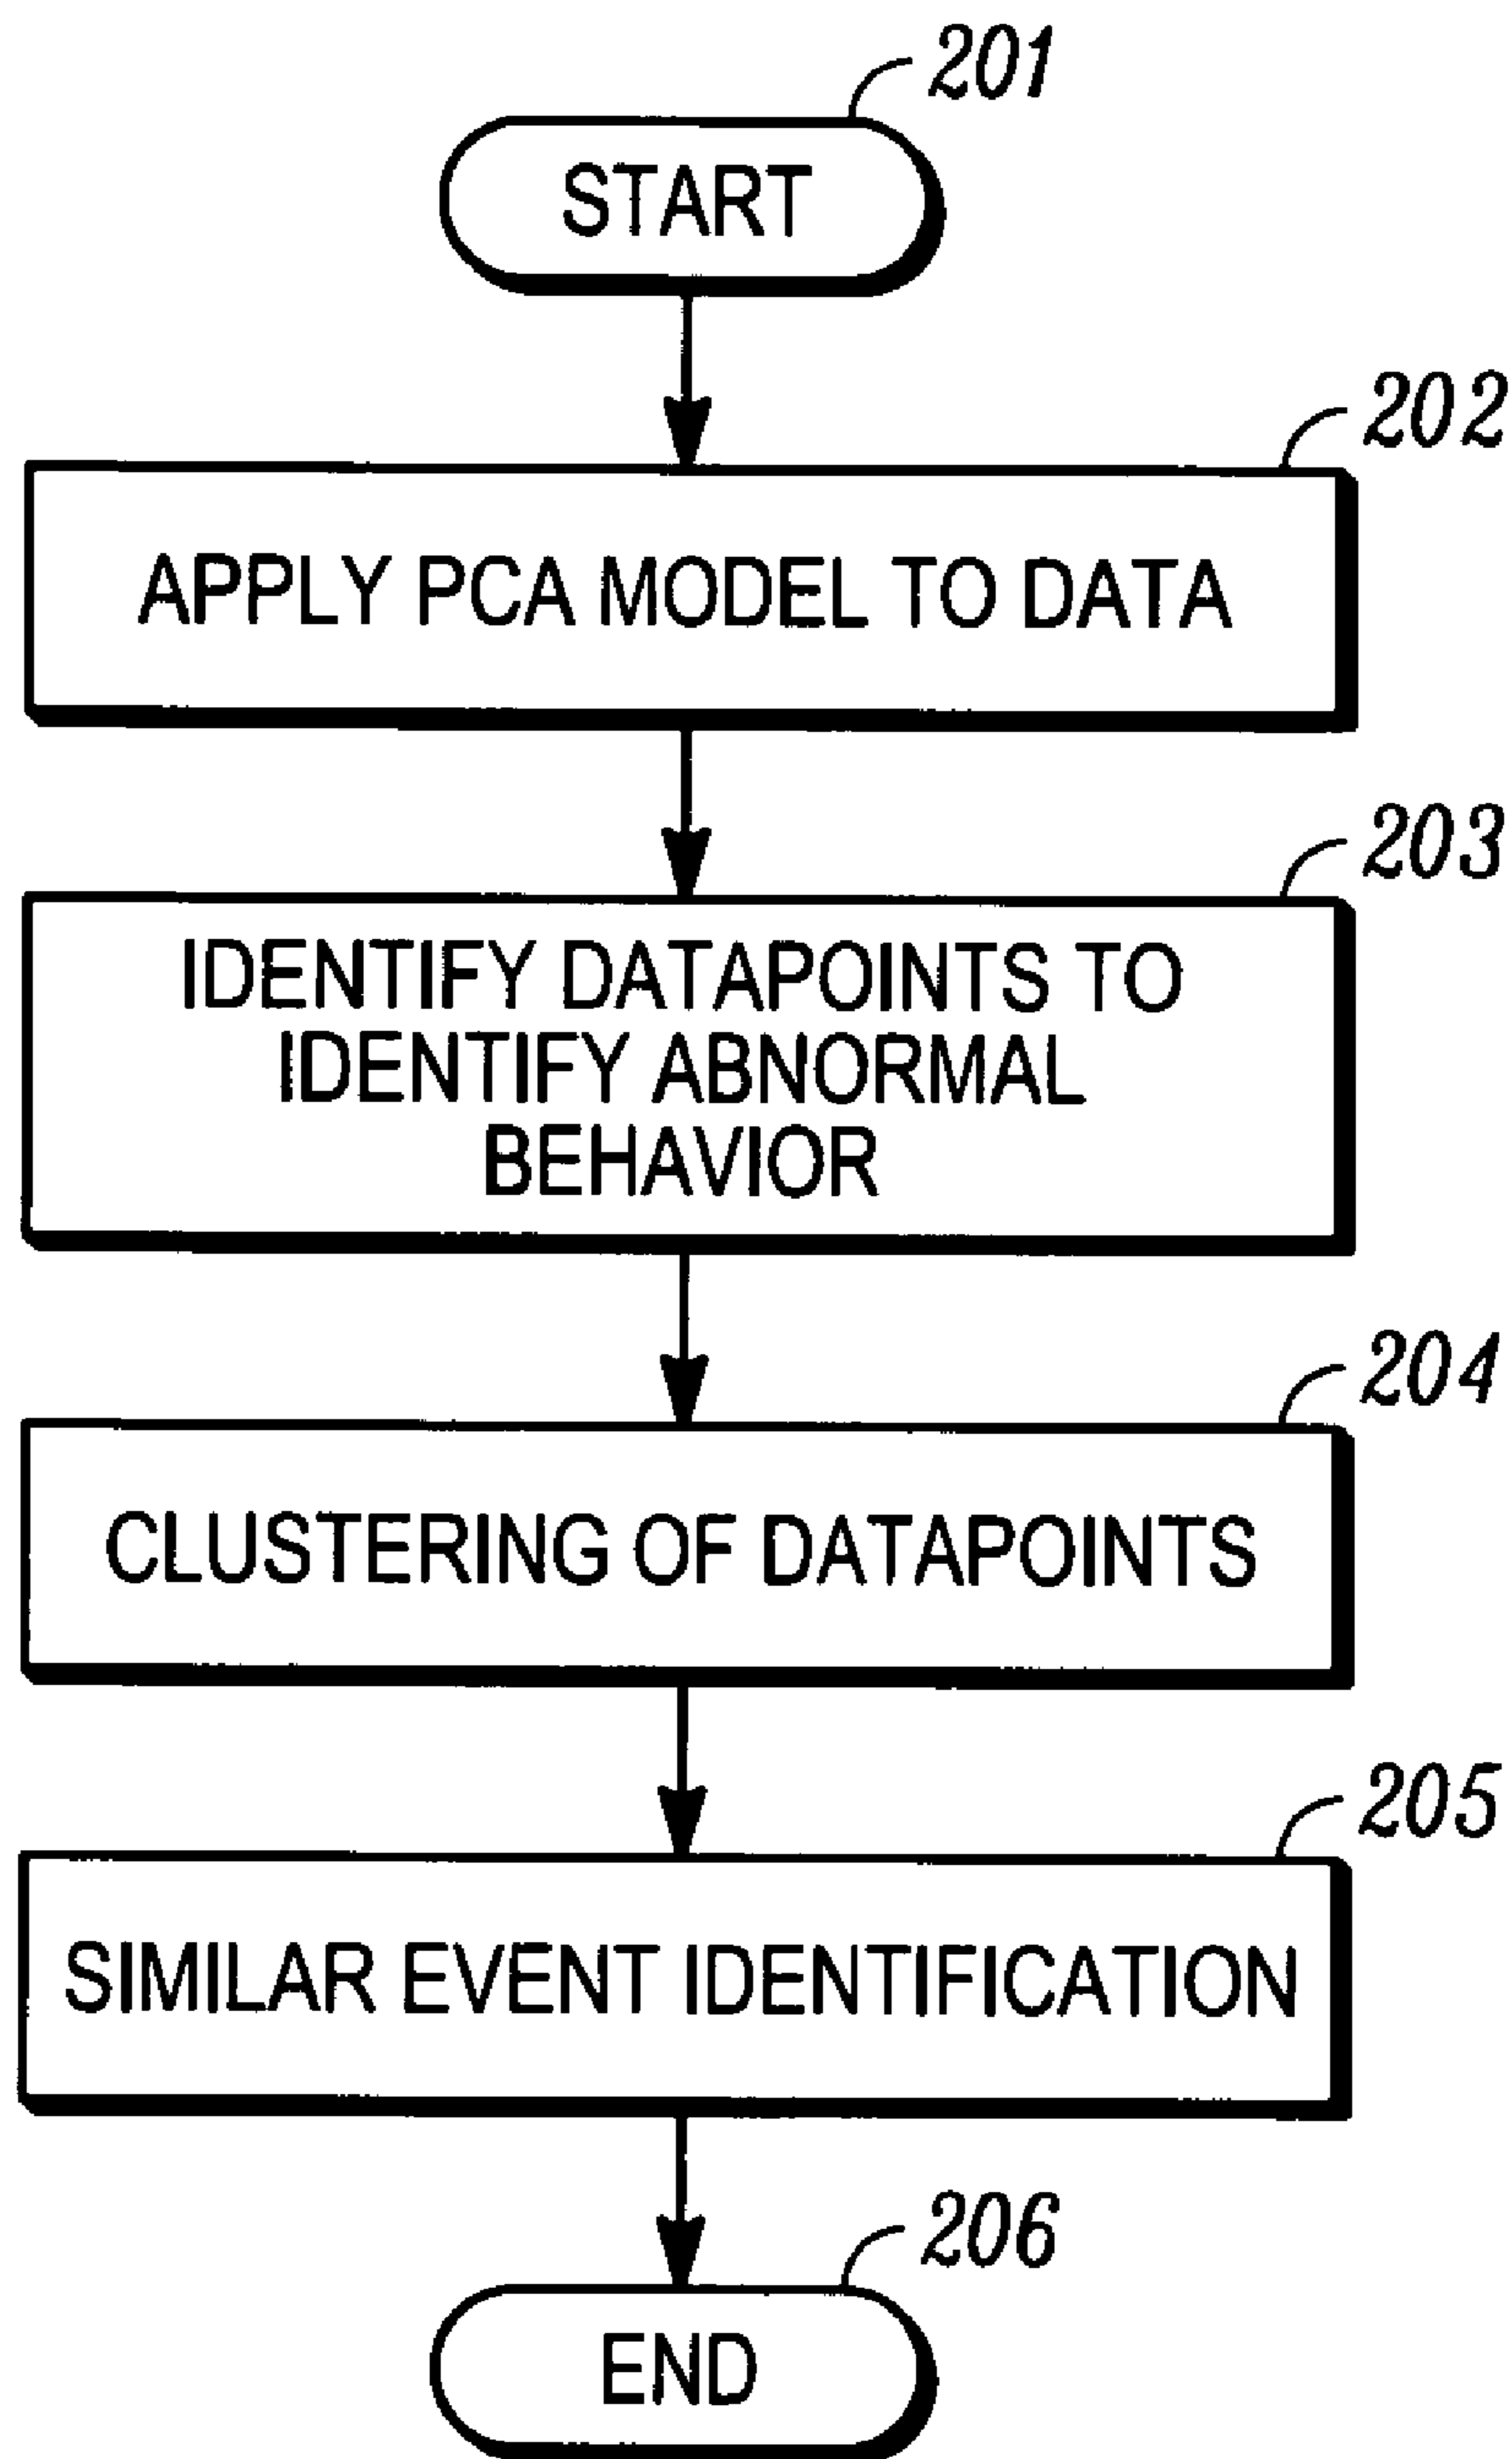 201
START
202
APPLY PCA MODEL TO DATA
203
IDENTIFY DATAPOINTS TO
IDENTIFY ABNORMAL
BEHAVIOR
204
CLUSTERING OF DATAPOINTS
205
SIMILAR EVENT IDENTIFICATION
206
END